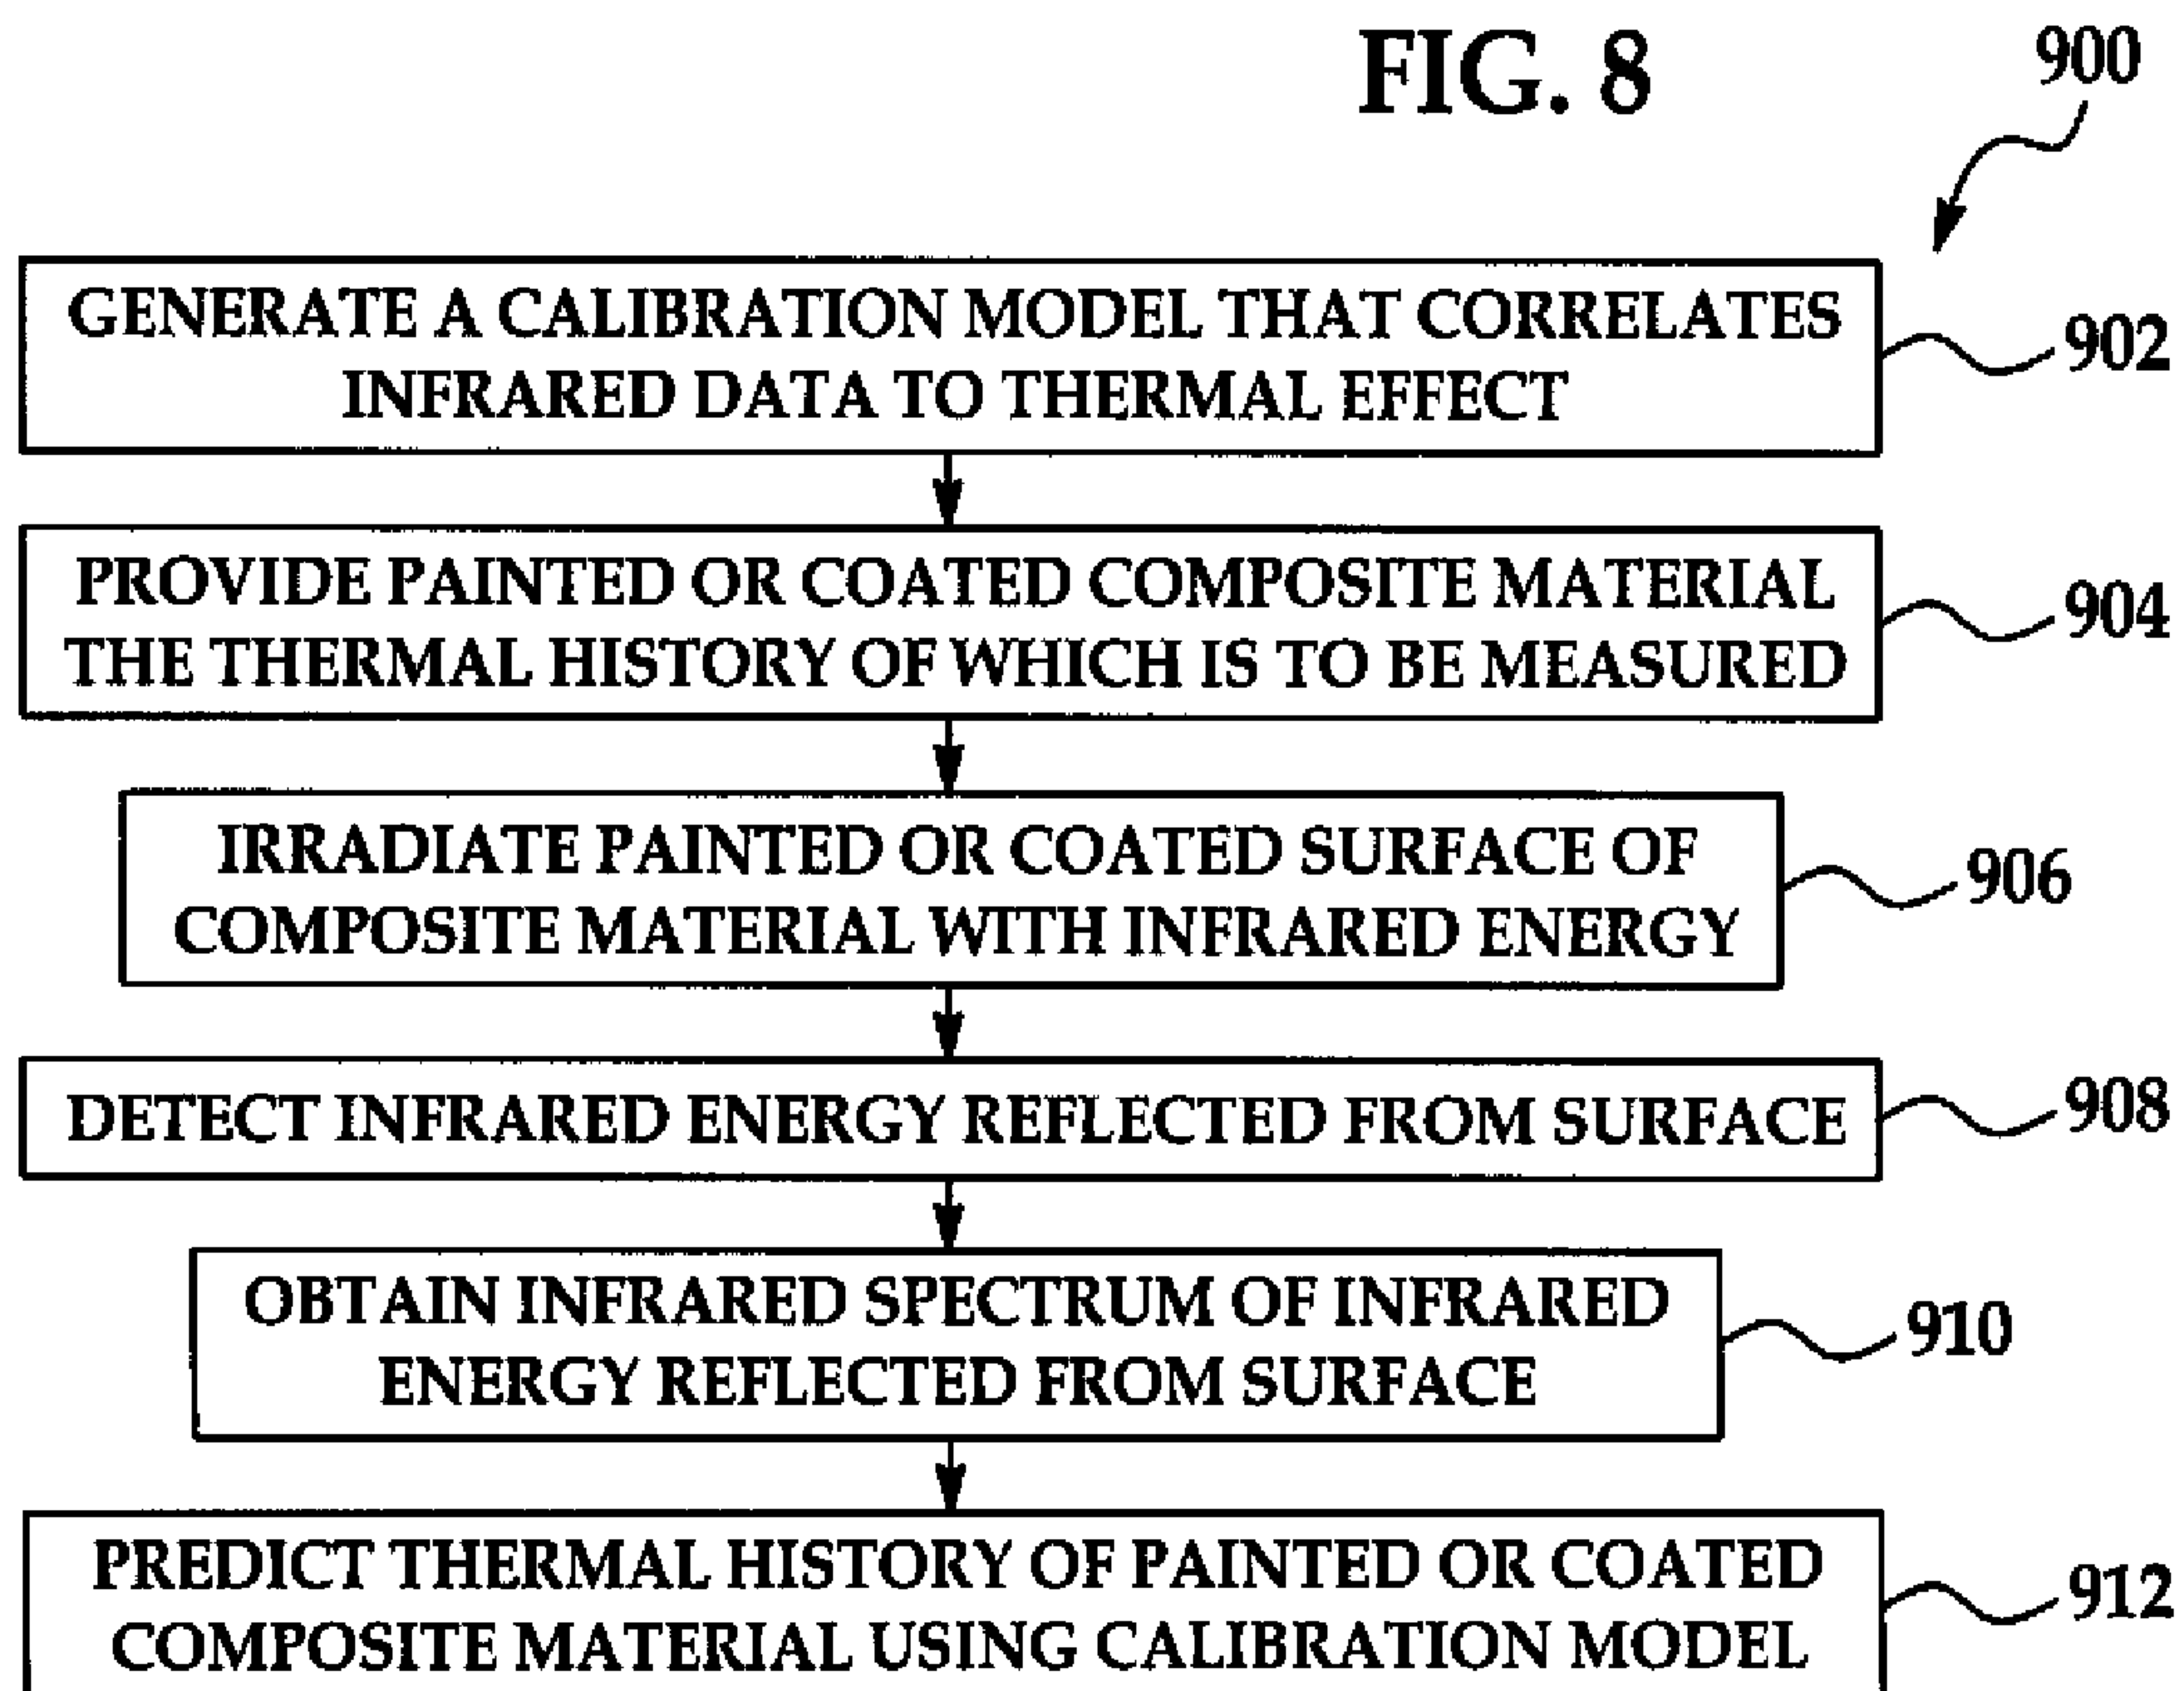 FIG. 8
900
GENERATE A CALIBRATION MODEL THAT CORRELATES
INFRARED DATA TO THERMAL EFFECT
902
PROVIDE PAINTED OR COATED COMPOSITE MATERIAL
THE THERMAL HISTORY OF WHICH IS TO BE MEASURED
904
IRRADIATE PAINTED OR COATED SURFACE OF
COMPOSITE MATERIAL WITH INFRARED ENERGY
906
DETECT INFRARED ENERGY REFLECTED FROM SURFACE
908
OBTAIN INFRARED SPECTRUM OF INFRARED
ENERGY REFLECTED FROM SURFACE
910
PREDICT THERMAL HISTORY OF PAINTED OR COATED
COMPOSITE MATERIAL USING CALIBRATION MODEL
912